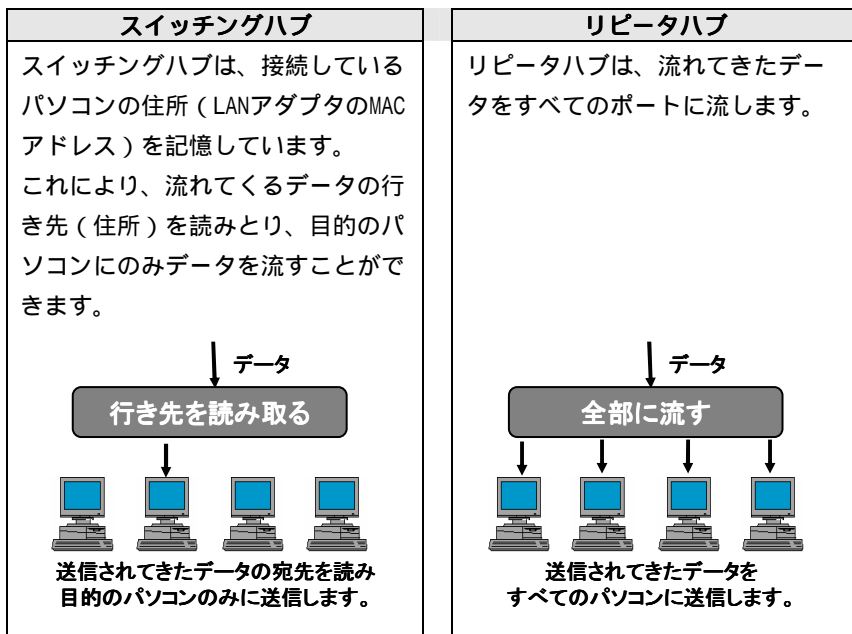 スイッチングハブ
スイッチングハブは、接続している
パソコンの住所（LANアダプタのMAC
アドレス）を記憶しています。
これにより、流れてくるデータの行
き先（住所）を読みとり、目的のパ
ソコンにのみデータを流すことがで
きます。
データ
行き先を読み取る
送信されてきたデータの宛先を読み
目的のパソコンのみに送信します。
リピータハブ
リピータハブは、流れてきたデー
タをすべてのポートに流します。
データ
全部に流す
送信されてきたデータを
すべてのパソコンに送信します。